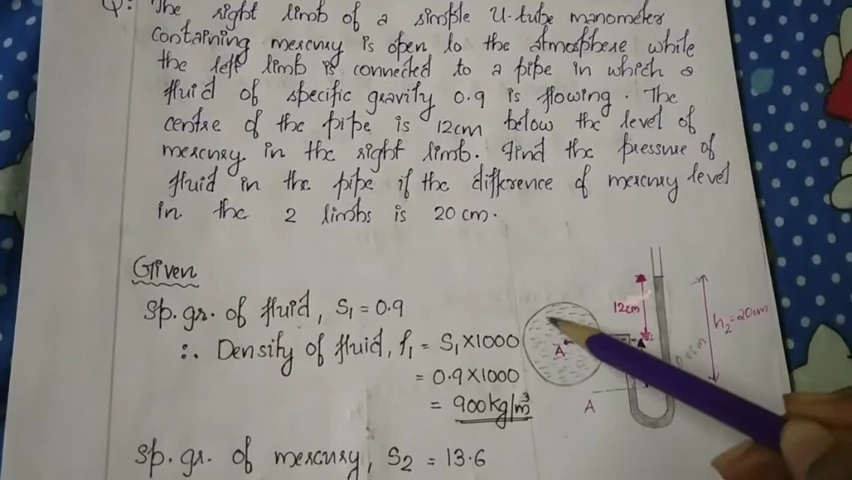 Q: The right limb of a simple U-tube manometer
containing mercury is open to the atmosphere while
the left limb is connected to a pipe in which a
fluid of specific gravity 0.9 is flowing. The
centre of the pipe is 12cm below the level of
mercury in the right limb. Find the pressure of
fluid in the pipe if the difference of mercury level
in the 2 limbs is 20 cm.
Given
Sp. gr. of fluid, S1 = 0.9
∴ Density of fluid, ρ1 = S1 × 1000
= 0.9 × 1000
= 900 kg/m³
Sp. gr. of mercury, S2 = 13.6
12cm
h2 = 20cm
A
A